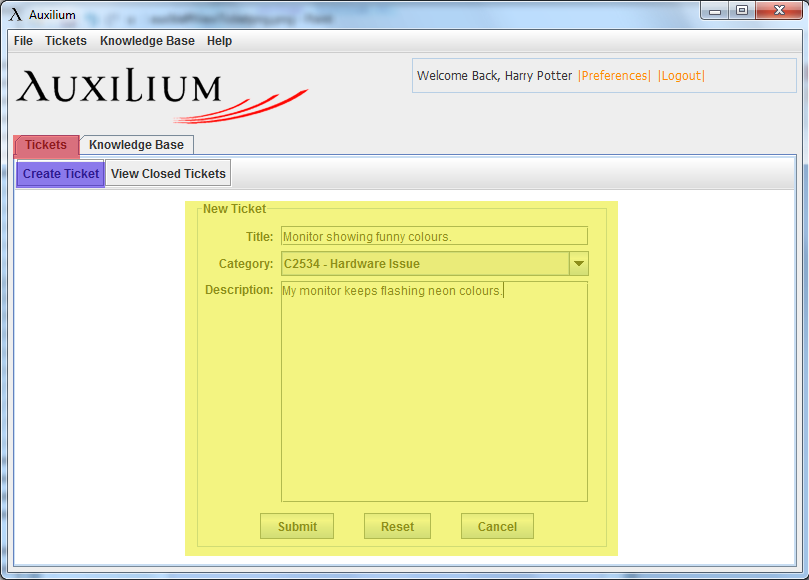 Auxilium
File Tickets Knowledge Base Help
AUXILIUM
Welcome Back, Harry Potter |Preferences| |Logout|
Tickets Knowledge Base
Create Ticket View Closed Tickets
New Ticket
Title: Monitor showing funny colours.
Category: C2534 - Hardware Issue
Description: My monitor keeps flashing neon colours.
Submit Reset Cancel